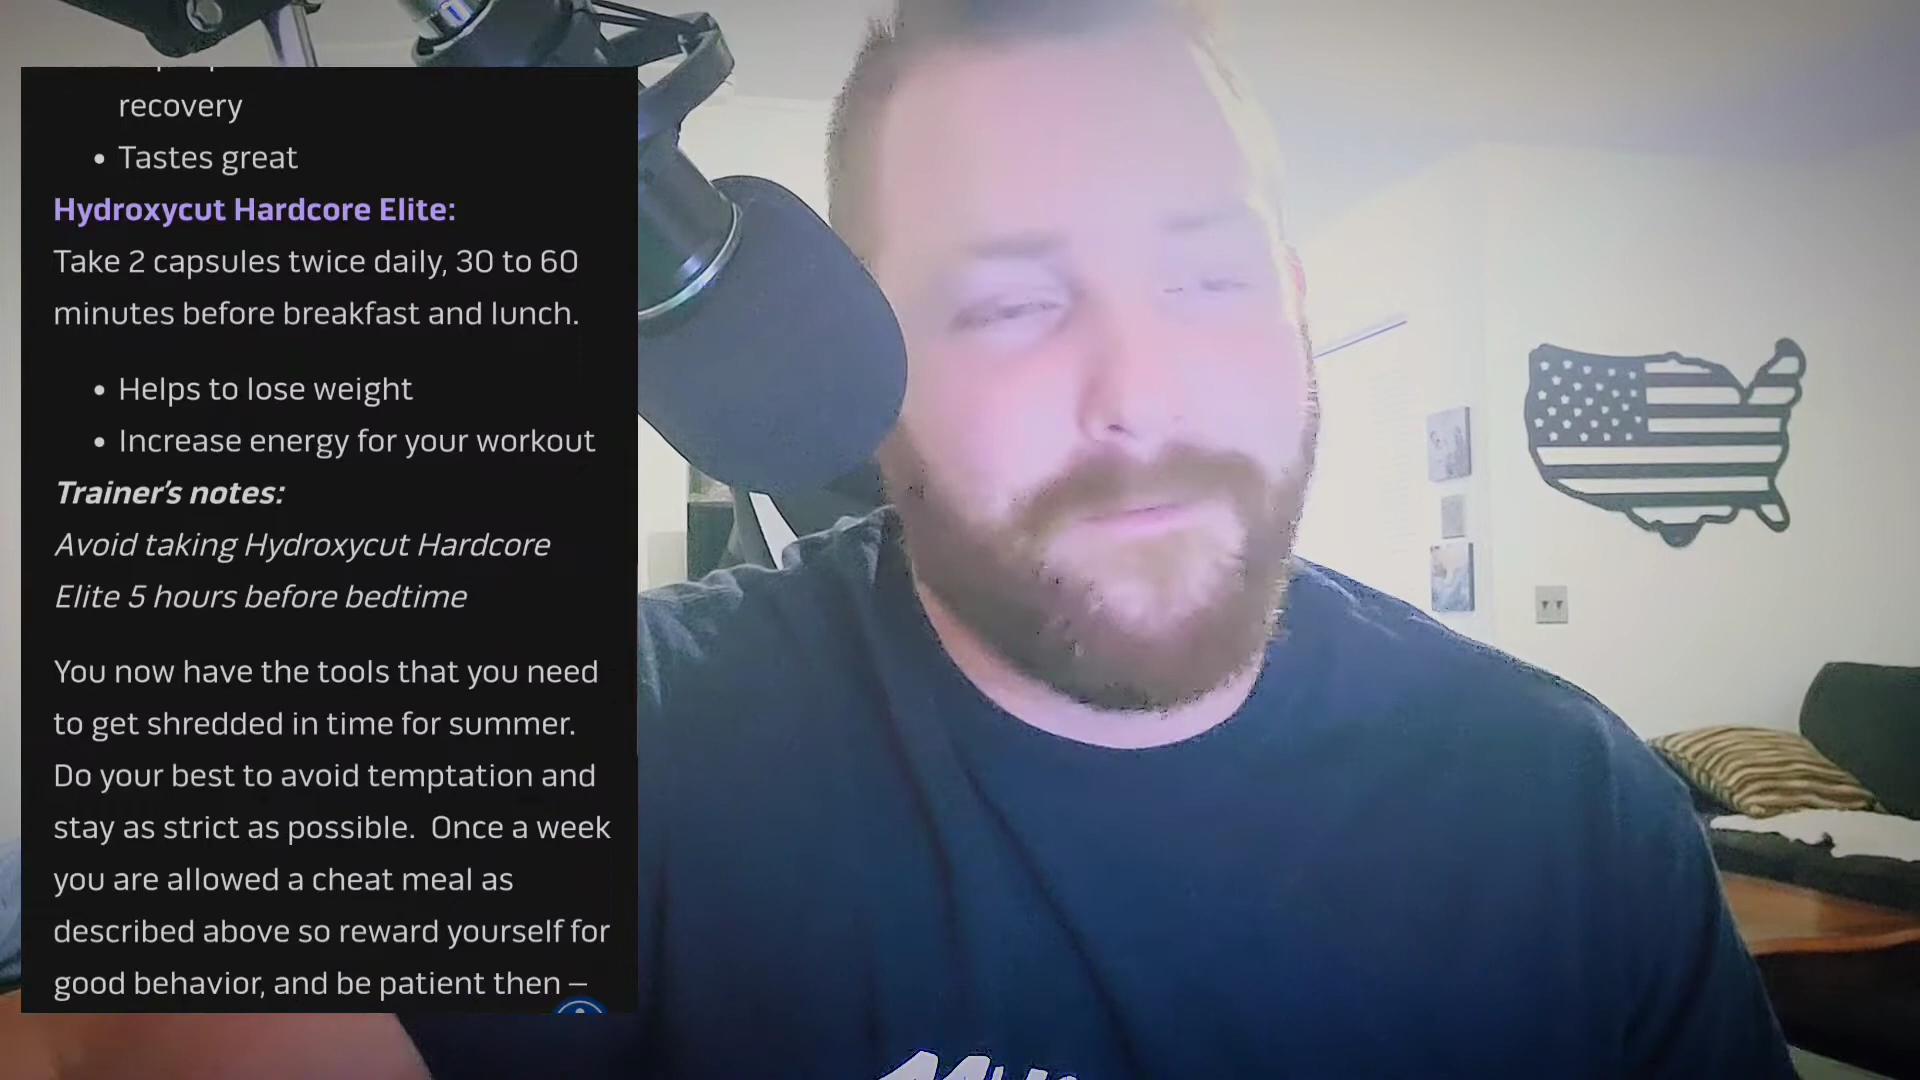 recovery
• Tastes great
Hydroxycut Hardcore Elite:
Take 2 capsules twice daily, 30 to 60
minutes before breakfast and lunch.
• Helps to lose weight
• Increase energy for your workout
Trainer's notes:
Avoid taking Hydroxycut Hardcore
Elite 5 hours before bedtime
You now have the tools that you need
to get shredded in time for summer.
Do your best to avoid temptation and
stay as strict as possible.  Once a week
you are allowed a cheat meal as
described above so reward yourself for
good behavior, and be patient then –